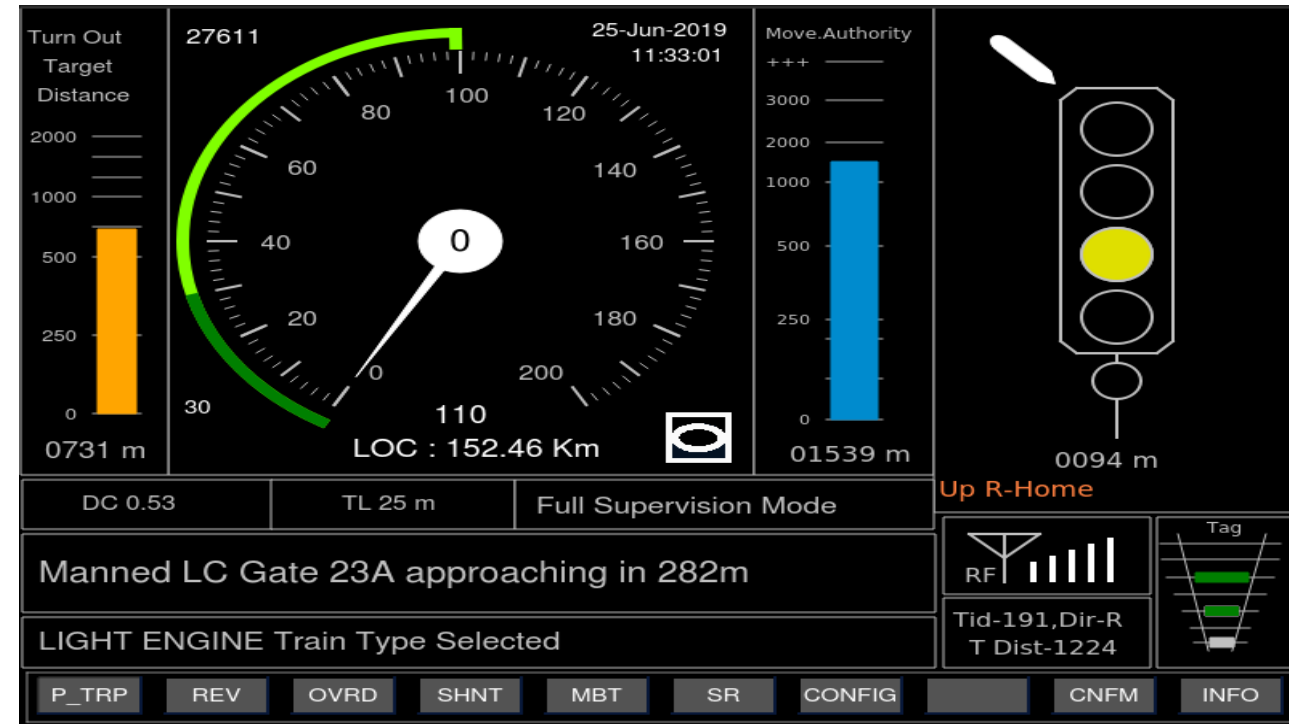 Turn Out
Target
Distance
2000
1000
500
250
0
0731 m
27611
25-Jun-2019
11:33:01
0
20
40
60
80
100
120
140
160
180
200
0
30
110
LOC : 152.46 Km
Move.Authority
+++
3000
2000
1000
500
250
0
01539 m
0094 m
Up R-Home
DC 0.53
TL 25 m
Full Supervision Mode
Manned LC Gate 23A approaching in 282m
LIGHT ENGINE Train Type Selected
RF
Tid-191,Dir-R
T Dist-1224
Tag
P_TRP
REV
OVRD
SHNT
MBT
SR
CONFIG
CNFM
INFO